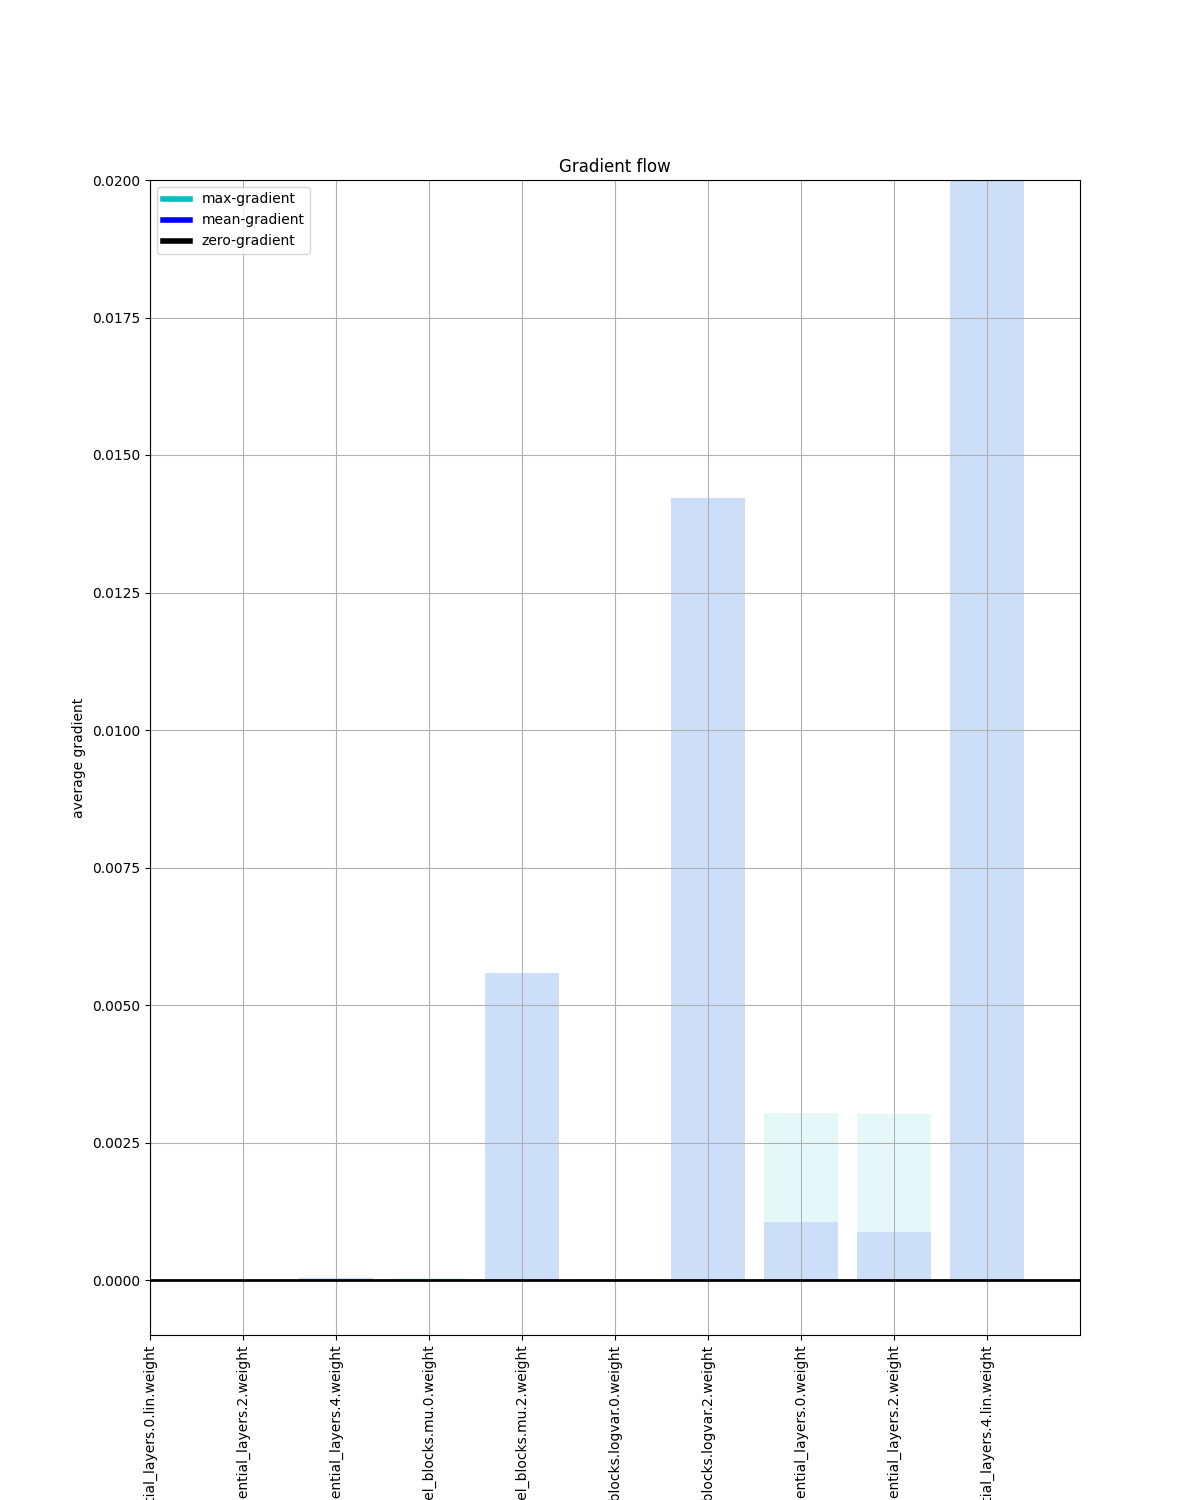 Gradient flow
max-gradient
mean-gradient
zero-gradient
average gradient
0.0200
0.0175
0.0150
0.0125
0.0100
0.0075
0.0050
0.0025
0.0000
tial_layers.0.lin.weight
ential_layers.2.weight
ential_layers.4.weight
el_blocks.mu.0.weight
el_blocks.mu.2.weight
blocks.logvar.0.weight
blocks.logvar.2.weight
ential_layers.0.weight
ential_layers.2.weight
tial_layers.4.lin.weight